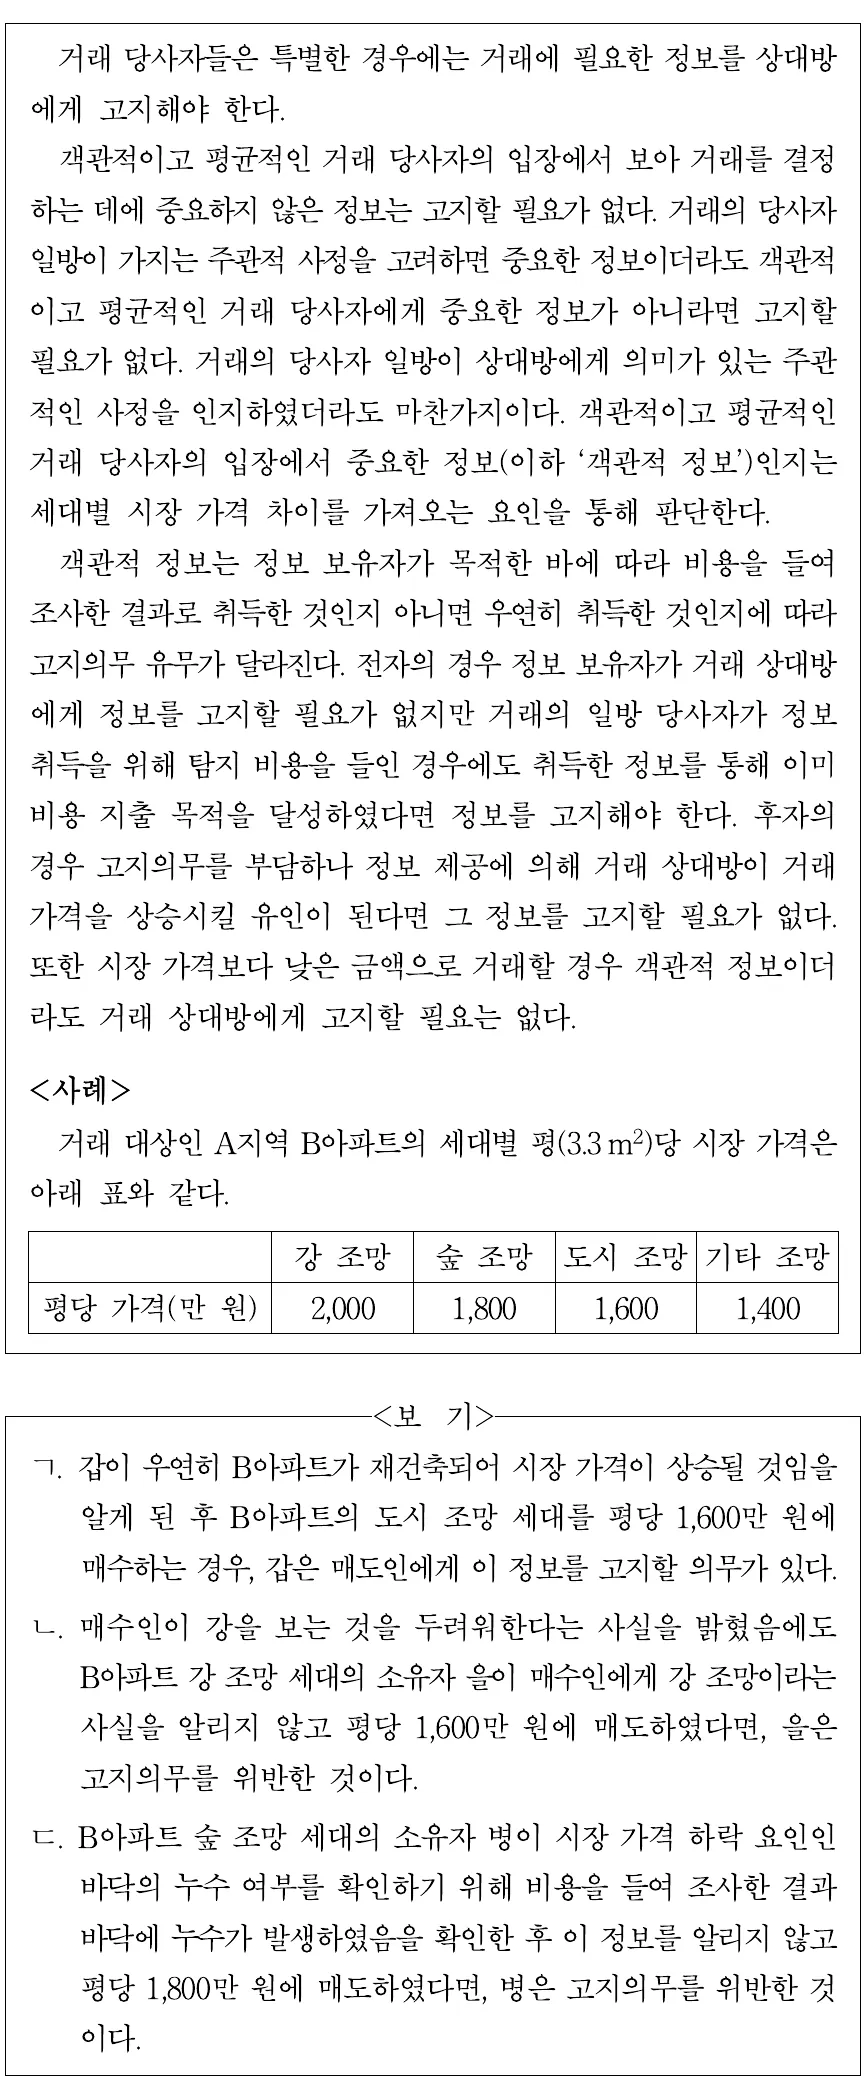 거래 당사자들은 특별한 경우에는 거래에 필요한 정보를 상대방
에게 고지해야 한다.
객관적이고 평균적인 거래 당사자의 입장에서 보아 거래를 결정
하는 데에 중요하지 않은 정보는 고지할 필요가 없다. 거래의 당사자
일방이 가지는 주관적 사정을 고려하면 중요한 정보이더라도 객관적
이고 평균적인 거래 당사자에게 중요한 정보가 아니라면 고지할
필요가 없다. 거래의 당사자 일방이 상대방에게 의미가 있는 주관
적인 사정을 인지하였더라도 마찬가지이다. 객관적이고 평균적인
거래 당사자의 입장에서 중요한 정보(이하 ‘객관적 정보’)인지는
세대별 시장 가격 차이를 가져오는 요인을 통해 판단한다.
객관적 정보는 정보 보유자가 목적한 바에 따라 비용을 들여
조사한 결과로 취득한 것인지 아니면 우연히 취득한 것인지에 따라
고지의무 유무가 달라진다. 전자의 경우 정보 보유자가 거래 상대방
에게 정보를 고지할 필요가 없지만 거래의 일방 당사자가 정보
취득을 위해 탐지 비용을 들인 경우에도 취득한 정보를 통해 이미
비용 지출 목적을 달성하였다면 정보를 고지해야 한다. 후자의
경우 고지의무를 부담하나 정보 제공에 의해 거래 상대방이 거래
가격을 상승시킬 유인이 된다면 그 정보를 고지할 필요가 없다.
또한 시장 가격보다 낮은 금액으로 거래할 경우 객관적 정보이더
라도 거래 상대방에게 고지할 필요는 없다.
<사례>
거래 대상인 A지역 B아파트의 세대별 평(3.3 m²)당 시장 가격은
아래 표와 같다.
강 조망 숲 조망 도시 조망 기타 조망
평당 가격(만 원) 2,000 1,800 1,600 1,400
<보 기>
ㄱ. 갑이 우연히 B아파트가 재건축되어 시장 가격이 상승될 것임을
알게 된 후 B아파트의 도시 조망 세대를 평당 1,600만 원에
매수하는 경우, 갑은 매도인에게 이 정보를 고지할 의무가 있다.
ㄴ. 매수인이 강을 보는 것을 두려워한다는 사실을 밝혔음에도
B아파트 강 조망 세대의 소유자 을이 매수인에게 강 조망이라는
사실을 알리지 않고 평당 1,600만 원에 매도하였다면, 을은
고지의무를 위반한 것이다.
ㄷ. B아파트 숲 조망 세대의 소유자 병이 시장 가격 하락 요인인
바닥의 누수 여부를 확인하기 위해 비용을 들여 조사한 결과
바닥에 누수가 발생하였음을 확인한 후 이 정보를 알리지 않고
평당 1,800만 원에 매도하였다면, 병은 고지의무를 위반한 것
이다.